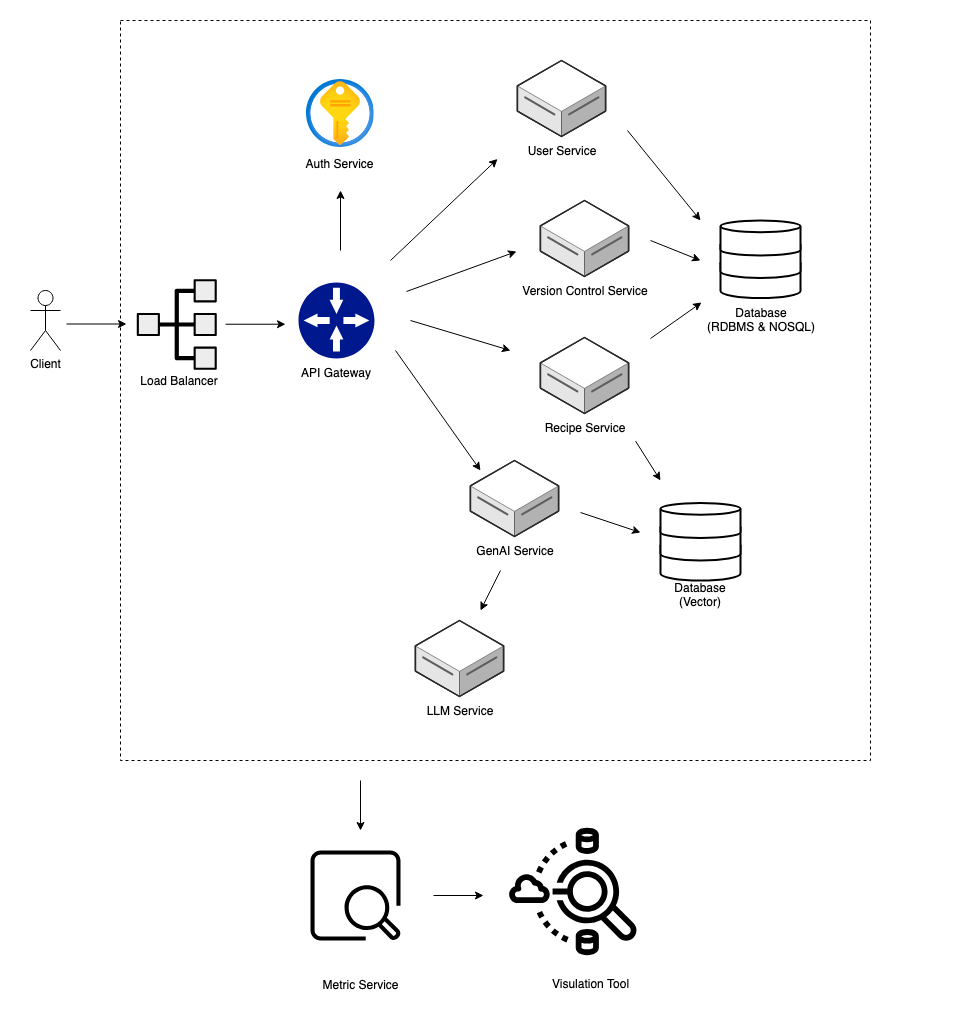 Auth Service
User Service
Version Control Service
Database
(RDBMS & NOSQL)
Client
Load Balancer
API Gateway
Recipe Service
GenAI Service
Database
(Vector)
LLM Service
Metric Service
Visulation Tool